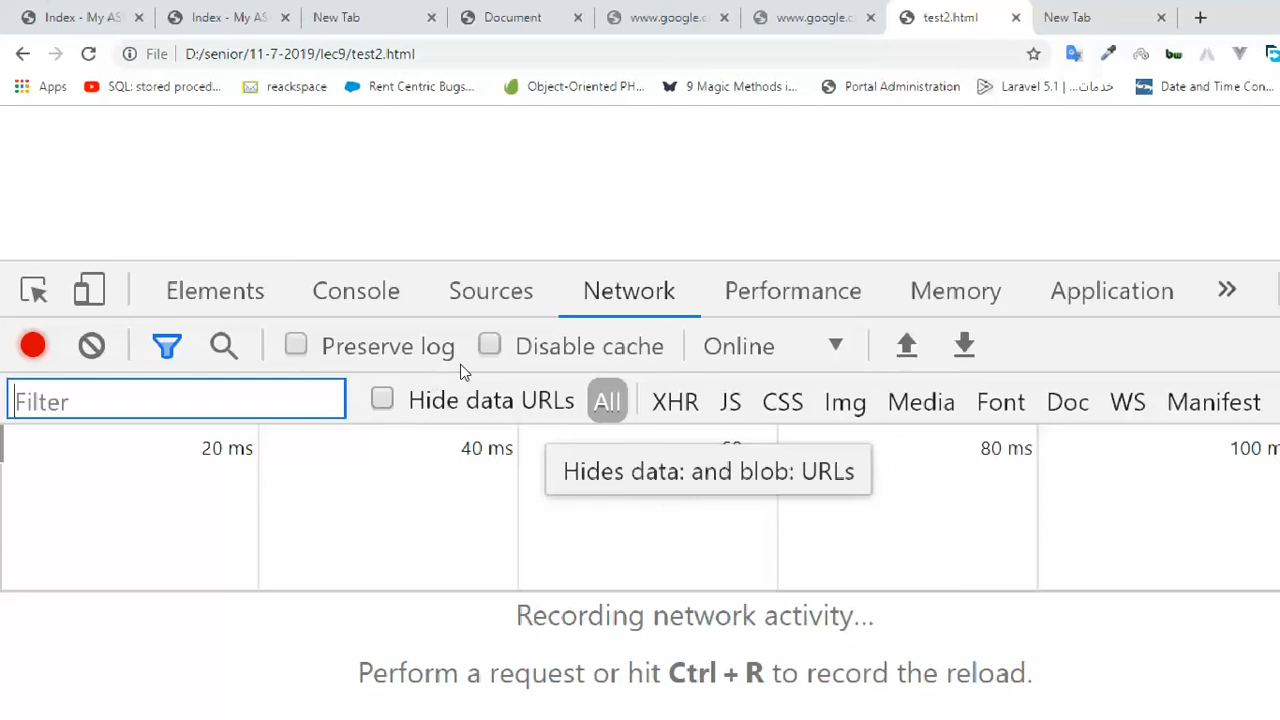 Index - My AS Index - My AS New Tab Document www.google.c www.google.c test2.html New Tab
File D:/senior/11-7-2019/lec9/test2.html bw
Apps SQL: stored proced... reackspace Rent Centric Bugs... Object-Oriented PH... 9 Magic Methods i... Portal Administration Laravel 5.1 | ...خدمات Date and Time Con...
Elements Console Sources Network Performance Memory Application »
Preserve log Disable cache Online
Filter Hide data URLs All XHR JS CSS Img Media Font Doc WS Manifest
20 ms 40 ms 80 ms 100 m
Hides data: and blob: URLs
Recording network activity...
Perform a request or hit Ctrl + R to record the reload.